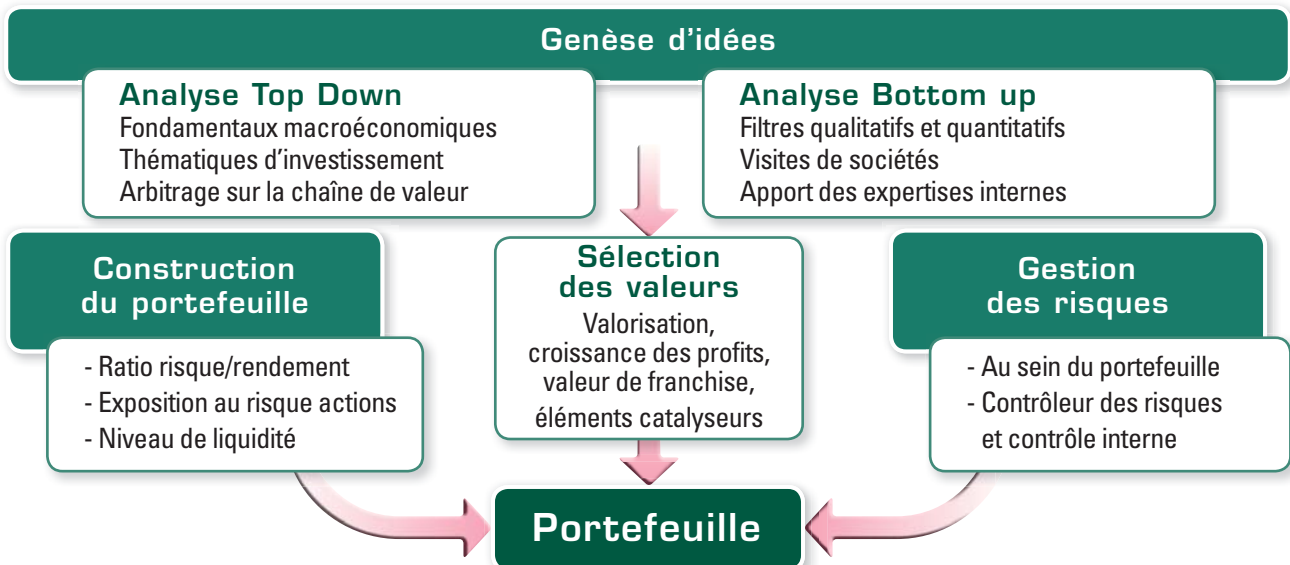 Genèse d'idées
Analyse Top Down
Fondamentaux macroéconomiques
Thématiques d'investissement
Arbitrage sur la chaîne de valeur
Analyse Bottom up
Filtres qualitatifs et quantitatifs
Visites de sociétés
Apport des expertises internes
Construction
du portefeuille
- Ratio risque/rendement
- Exposition au risque actions
- Niveau de liquidité
Sélection
des valeurs
Valorisation,
croissance des profits,
valeur de franchise,
éléments catalyseurs
Gestion
des risques
- Au sein du portefeuille
- Contrôleur des risques
et contrôle interne
Portefeuille